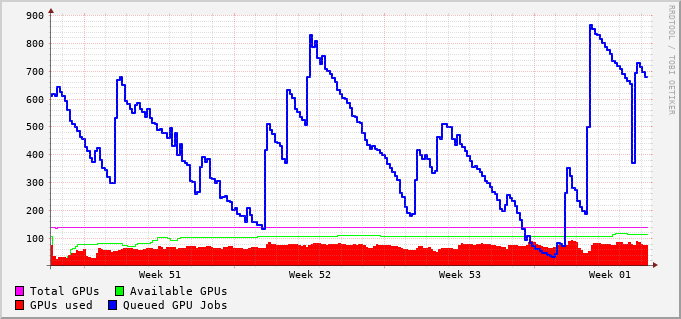 900
800
700
600
500
400
300
200
100
Week 51 Week 52 Week 53 Week 01
Total GPUs Available GPUs
GPUs used Queued GPU Jobs
RRDTOOL / TOBI OETIKER